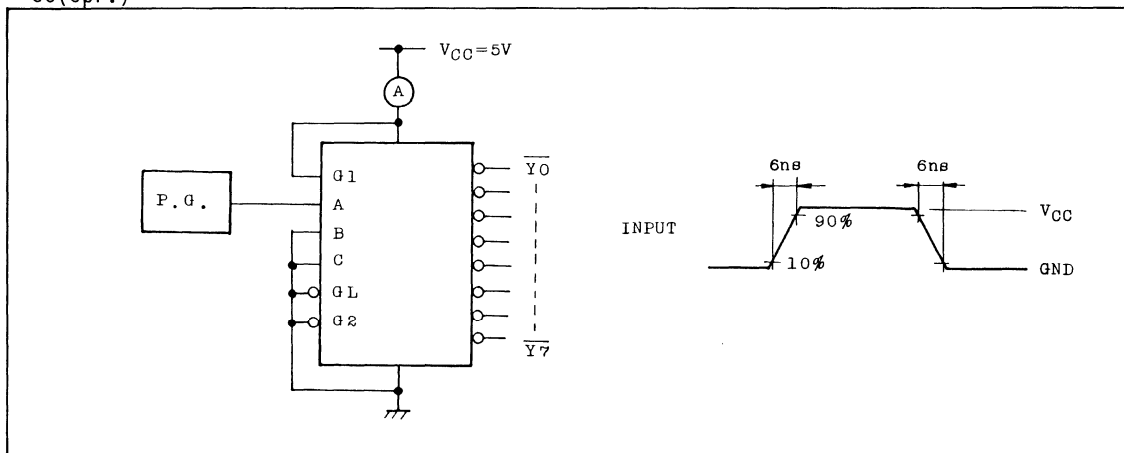 VCC=5V
A
G1
A
B
C
GL
G2
P.G.
Y0
Y7
INPUT
6ns
6ns
90%
10%
VCC
GND